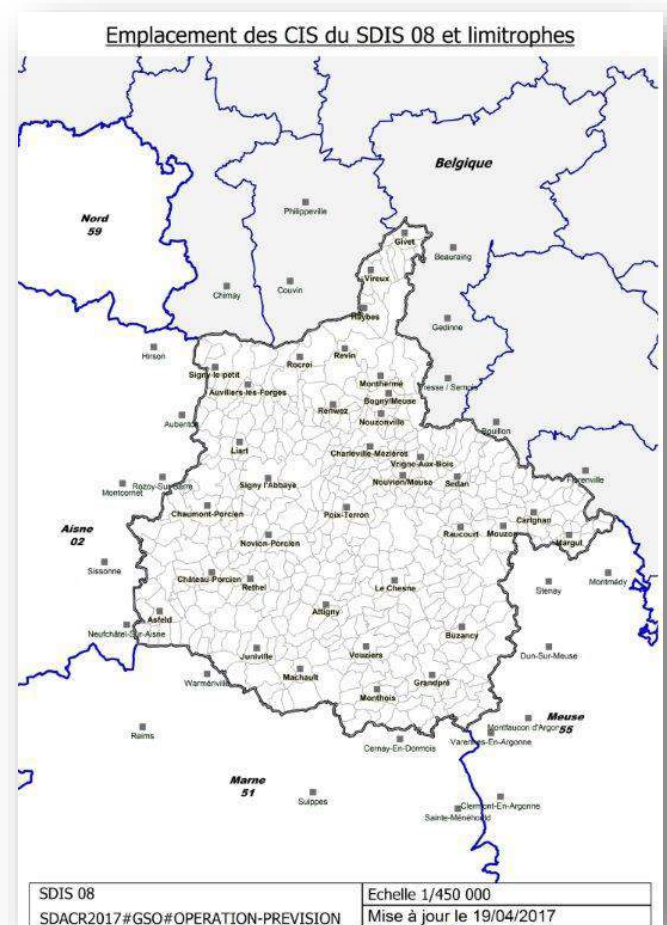 Emplacement des CIS du SDIS 08 et limitrophes
Belgique
Nord
59
Philippeville
Givet
Beauraing
Vireux
Chimay
Couvin
Haybes
Gedinne
Hirson
Rocroi
Revin
Signy-le-petit
Monthermé
Auvillers-les-Forges
Bogny/Meuse
Renwez
Nouzonville
Bouillon
Liart
Charleville-Mézières
Vrigne-Aux-Bois
Rozoy-Sur-Serre
Montcornet
Signy l'Abbaye
Nouvion/Meuse
Sedan
Florenville
Chaumont-Porcien
Poix-Terron
Carignan
Aisne
02
Raucourt
Mouzon
Margut
Novion-Porcien
Sissonne
Château-Porcien
Rethel
Le Chesne
Stenay
Montmédy
Attigny
Asfeld
Neufchâtel-Sur-Aisne
Buzancy
Juniville
Vouziers
Dun-Sur-Meuse
Warmériville
Machault
Grandpré
Monthois
Meuse
55
Reims
Cernay-En-Dormois
Varennes-En-Argonne
Marne
51
Suippes
Clermont-En-Argonne
Sainte-Ménéhould
SDIS 08
Echelle 1/450 000
SDACR2017#GSO#OPERATION-PREVISION
Mise à jour le 19/04/2017